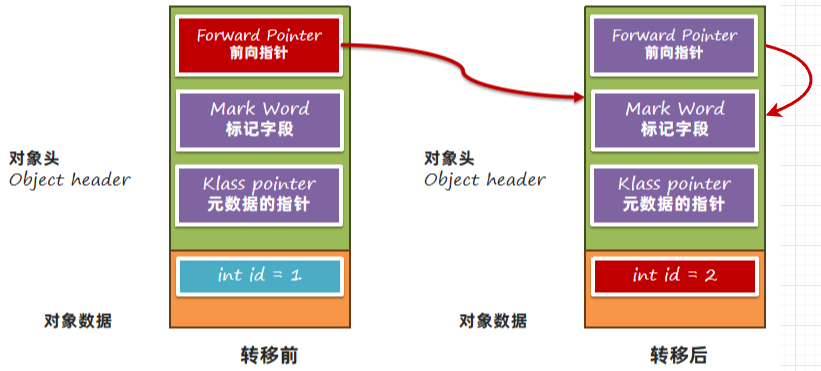 Forward Pointer
前向指针
Mark Word
标记字段
对象头
Object header
Klass pointer
元数据的指针
int id = 1
对象数据
转移前
Forward Pointer
前向指针
Mark Word
标记字段
对象头
Object header
Klass pointer
元数据的指针
int id = 2
对象数据
转移后